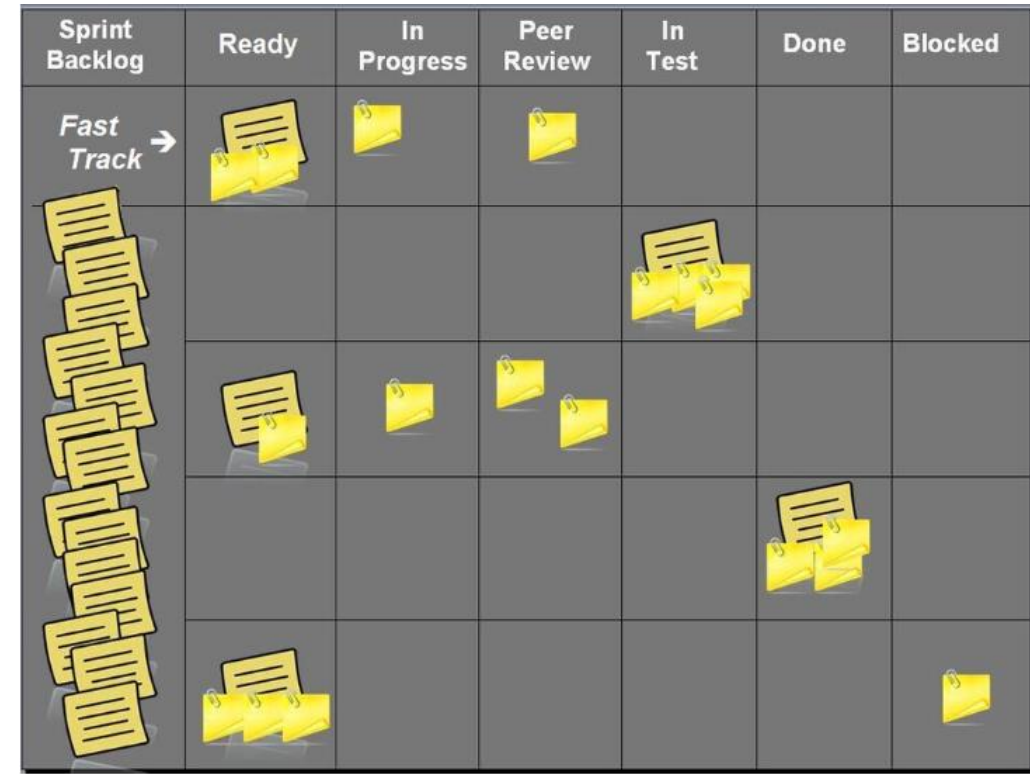 Sprint
Backlog
Ready
In
Progress
Peer
Review
In
Test
Done
Blocked
Fast
Track ➔